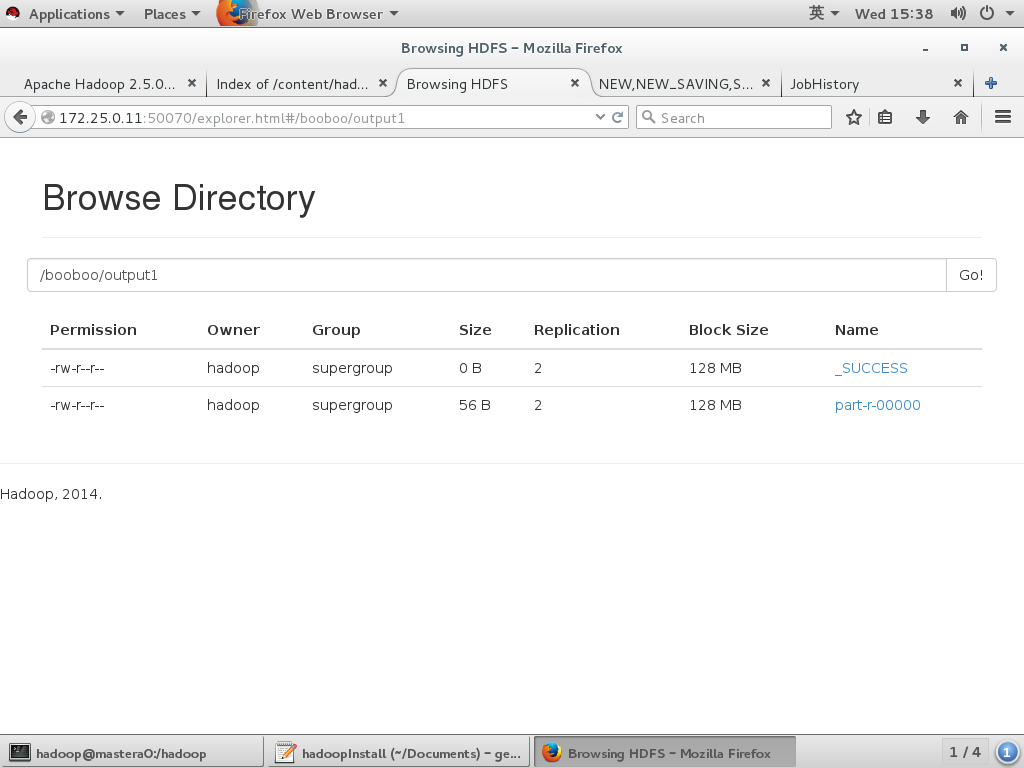 Applications Places Firefox Web Browser 英 Wed 15:38
Browsing HDFS - Mozilla Firefox
Apache Hadoop 2.5.0... Index of /content/had... Browsing HDFS NEW,NEW_SAVING,S... JobHistory
172.25.0.11:50070/explorer.html#/booboo/output1 Search
Browse Directory
/booboo/output1 Go!
Permission Owner Group Size Replication Block Size Name
-rw-r--r-- hadoop supergroup 0 B 2 128 MB _SUCCESS
-rw-r--r-- hadoop supergroup 56 B 2 128 MB part-r-00000
Hadoop, 2014.
hadoop@mastera0:/hadoop hadoopInstall (~/Documents) - ge... Browsing HDFS - Mozilla Firefox 1 / 4 1